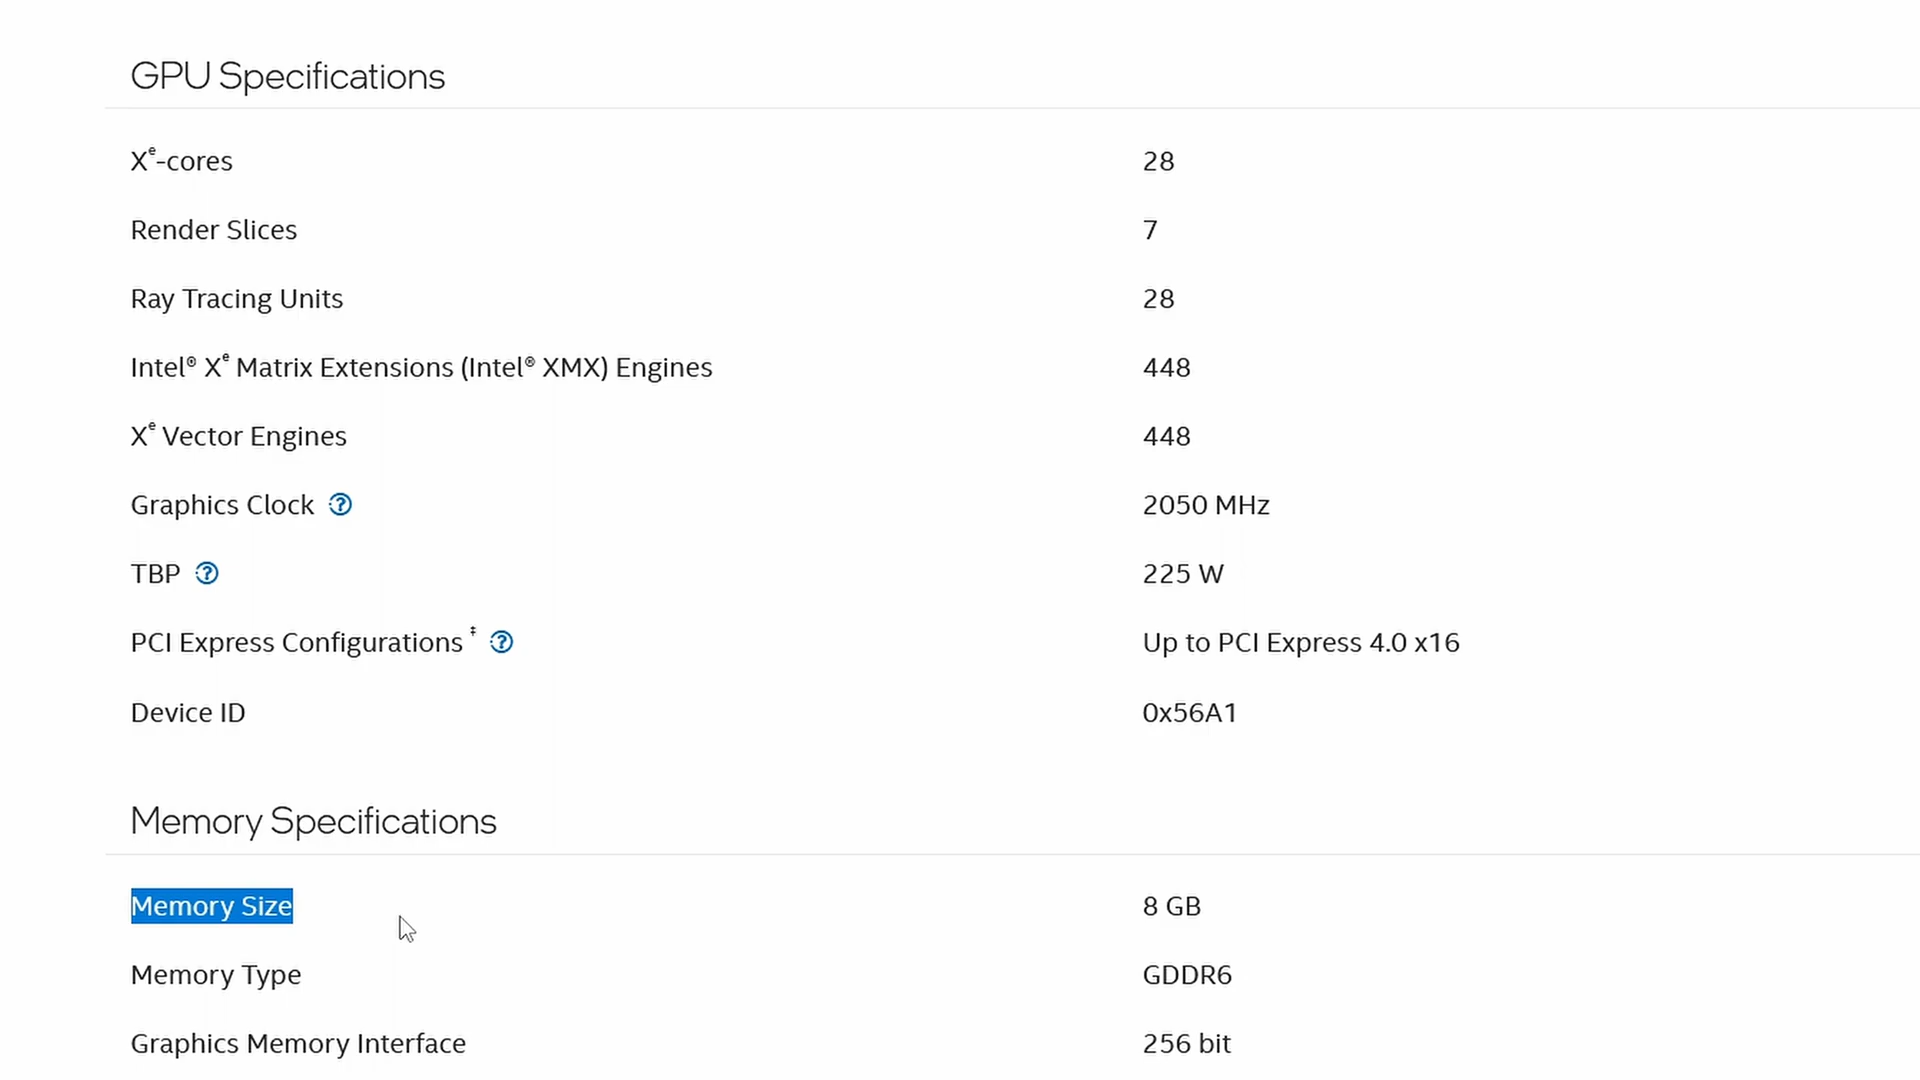 GPU Specifications
Xᵉ-cores 28
Render Slices 7
Ray Tracing Units 28
Intel® Xᵉ Matrix Extensions (Intel® XMX) Engines 448
Xᵉ Vector Engines 448
Graphics Clock 2050 MHz
TBP 225 W
PCI Express Configurations ‡ Up to PCI Express 4.0 x16
Device ID 0x56A1
Memory Specifications
Memory Size 8 GB
Memory Type GDDR6
Graphics Memory Interface 256 bit